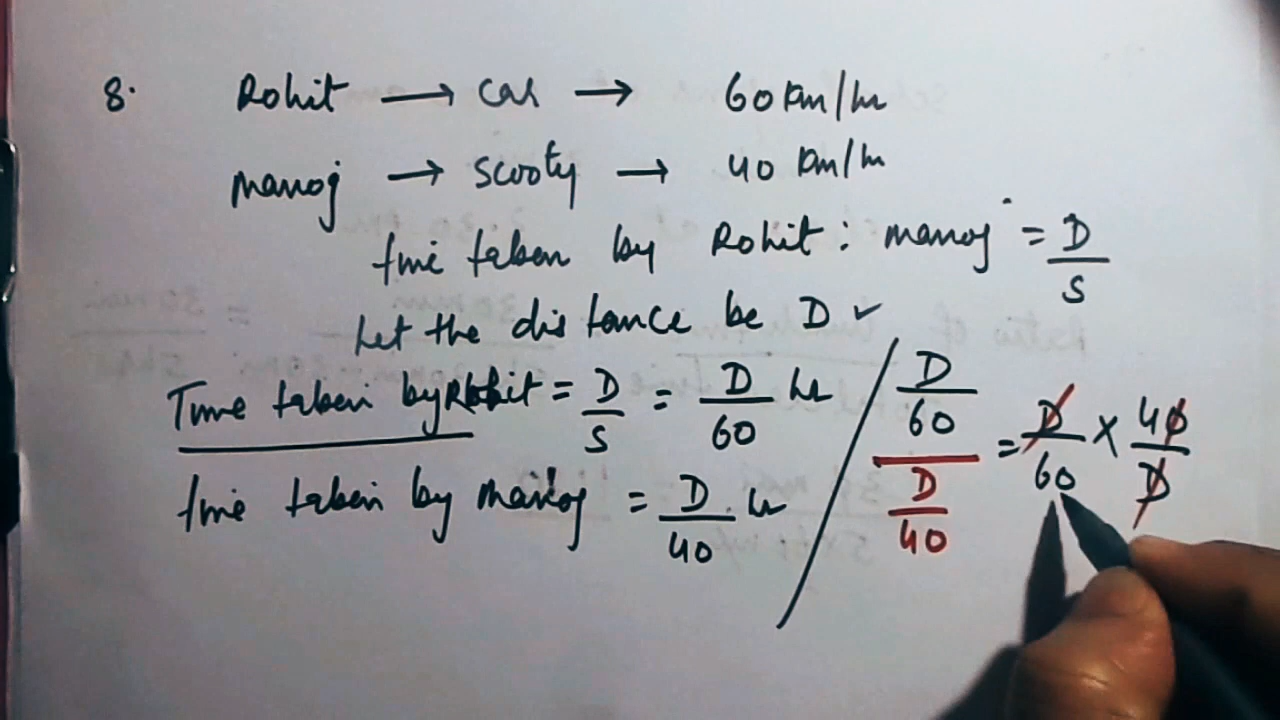 8. Rohit → car → 60 km/hr
manoj → scooty → 40 km/hr
time taken by Rohit : manoj = D/S
Let the distance be D ✓
Time taken by Rohit = D/S = D/60 hr
time taken by manoj = D/40 hr
D/60 / D/40 = D/60 × 40/D